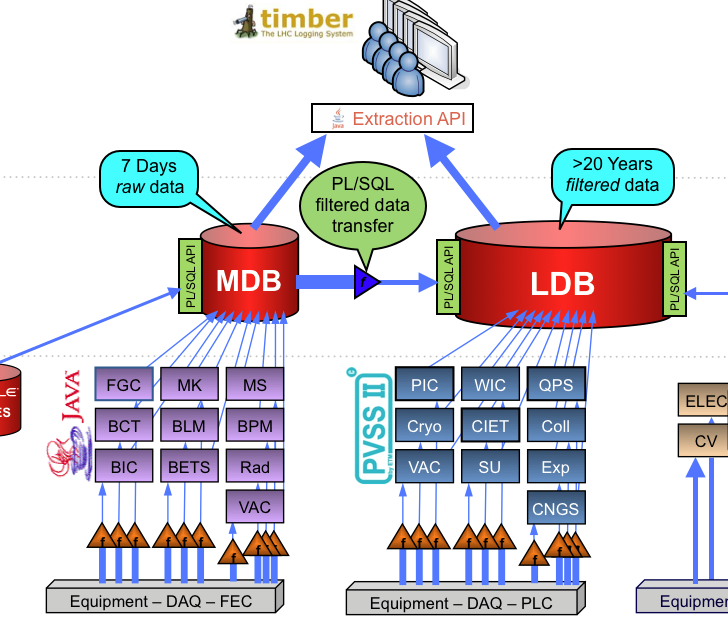 timber
The LHC Logging System
java
Extraction API
7 Days
raw data
PL/SQL
filtered data
transfer
>20 Years
filtered data
PL/SQL API
MDB
f
PL/SQL API
LDB
PL/SQL API
ES
JAVA
FGC
MK
MS
BCT
BLM
BPM
BIC
BETS
Rad
VAC
PVSS II
PIC
WIC
QPS
Cryo
CIET
Coll
VAC
SU
Exp
CNGS
ELEC
CV
f f f f f f f f f f
f f f f f f f f f f
Equipment – DAQ – FEC
Equipment – DAQ – PLC